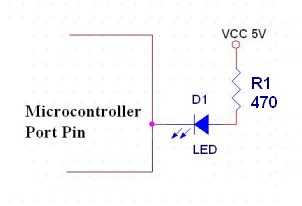 VCC 5V
R1
470
D1
Microcontroller
Port Pin
LED